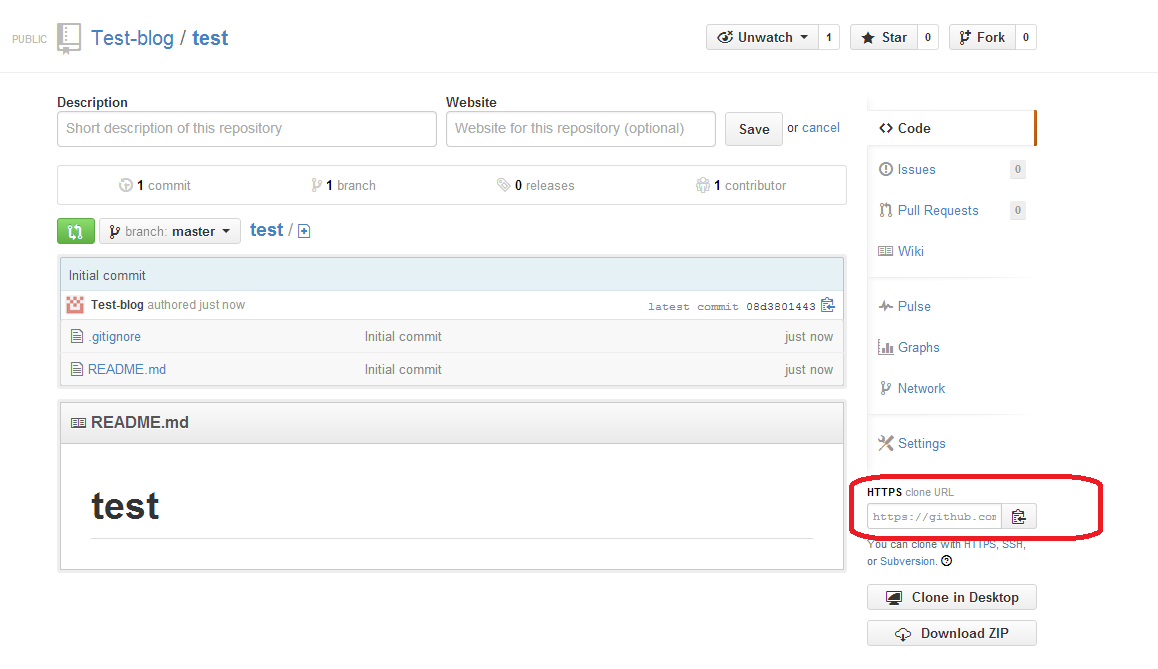 PUBLIC Test-blog / test Unwatch 1 Star 0 Fork 0
Description Website
Short description of this repository Website for this repository (optional) Save or cancel
1 commit 1 branch 0 releases 1 contributor
branch: master test /
Initial commit
Test-blog authored just now latest commit 08d3801443
.gitignore Initial commit just now
README.md Initial commit just now
README.md
test
Code
Issues 0
Pull Requests 0
Wiki
Pulse
Graphs
Network
Settings
HTTPS clone URL
https://github.com
You can clone with HTTPS, SSH,
or Subversion.
Clone in Desktop
Download ZIP